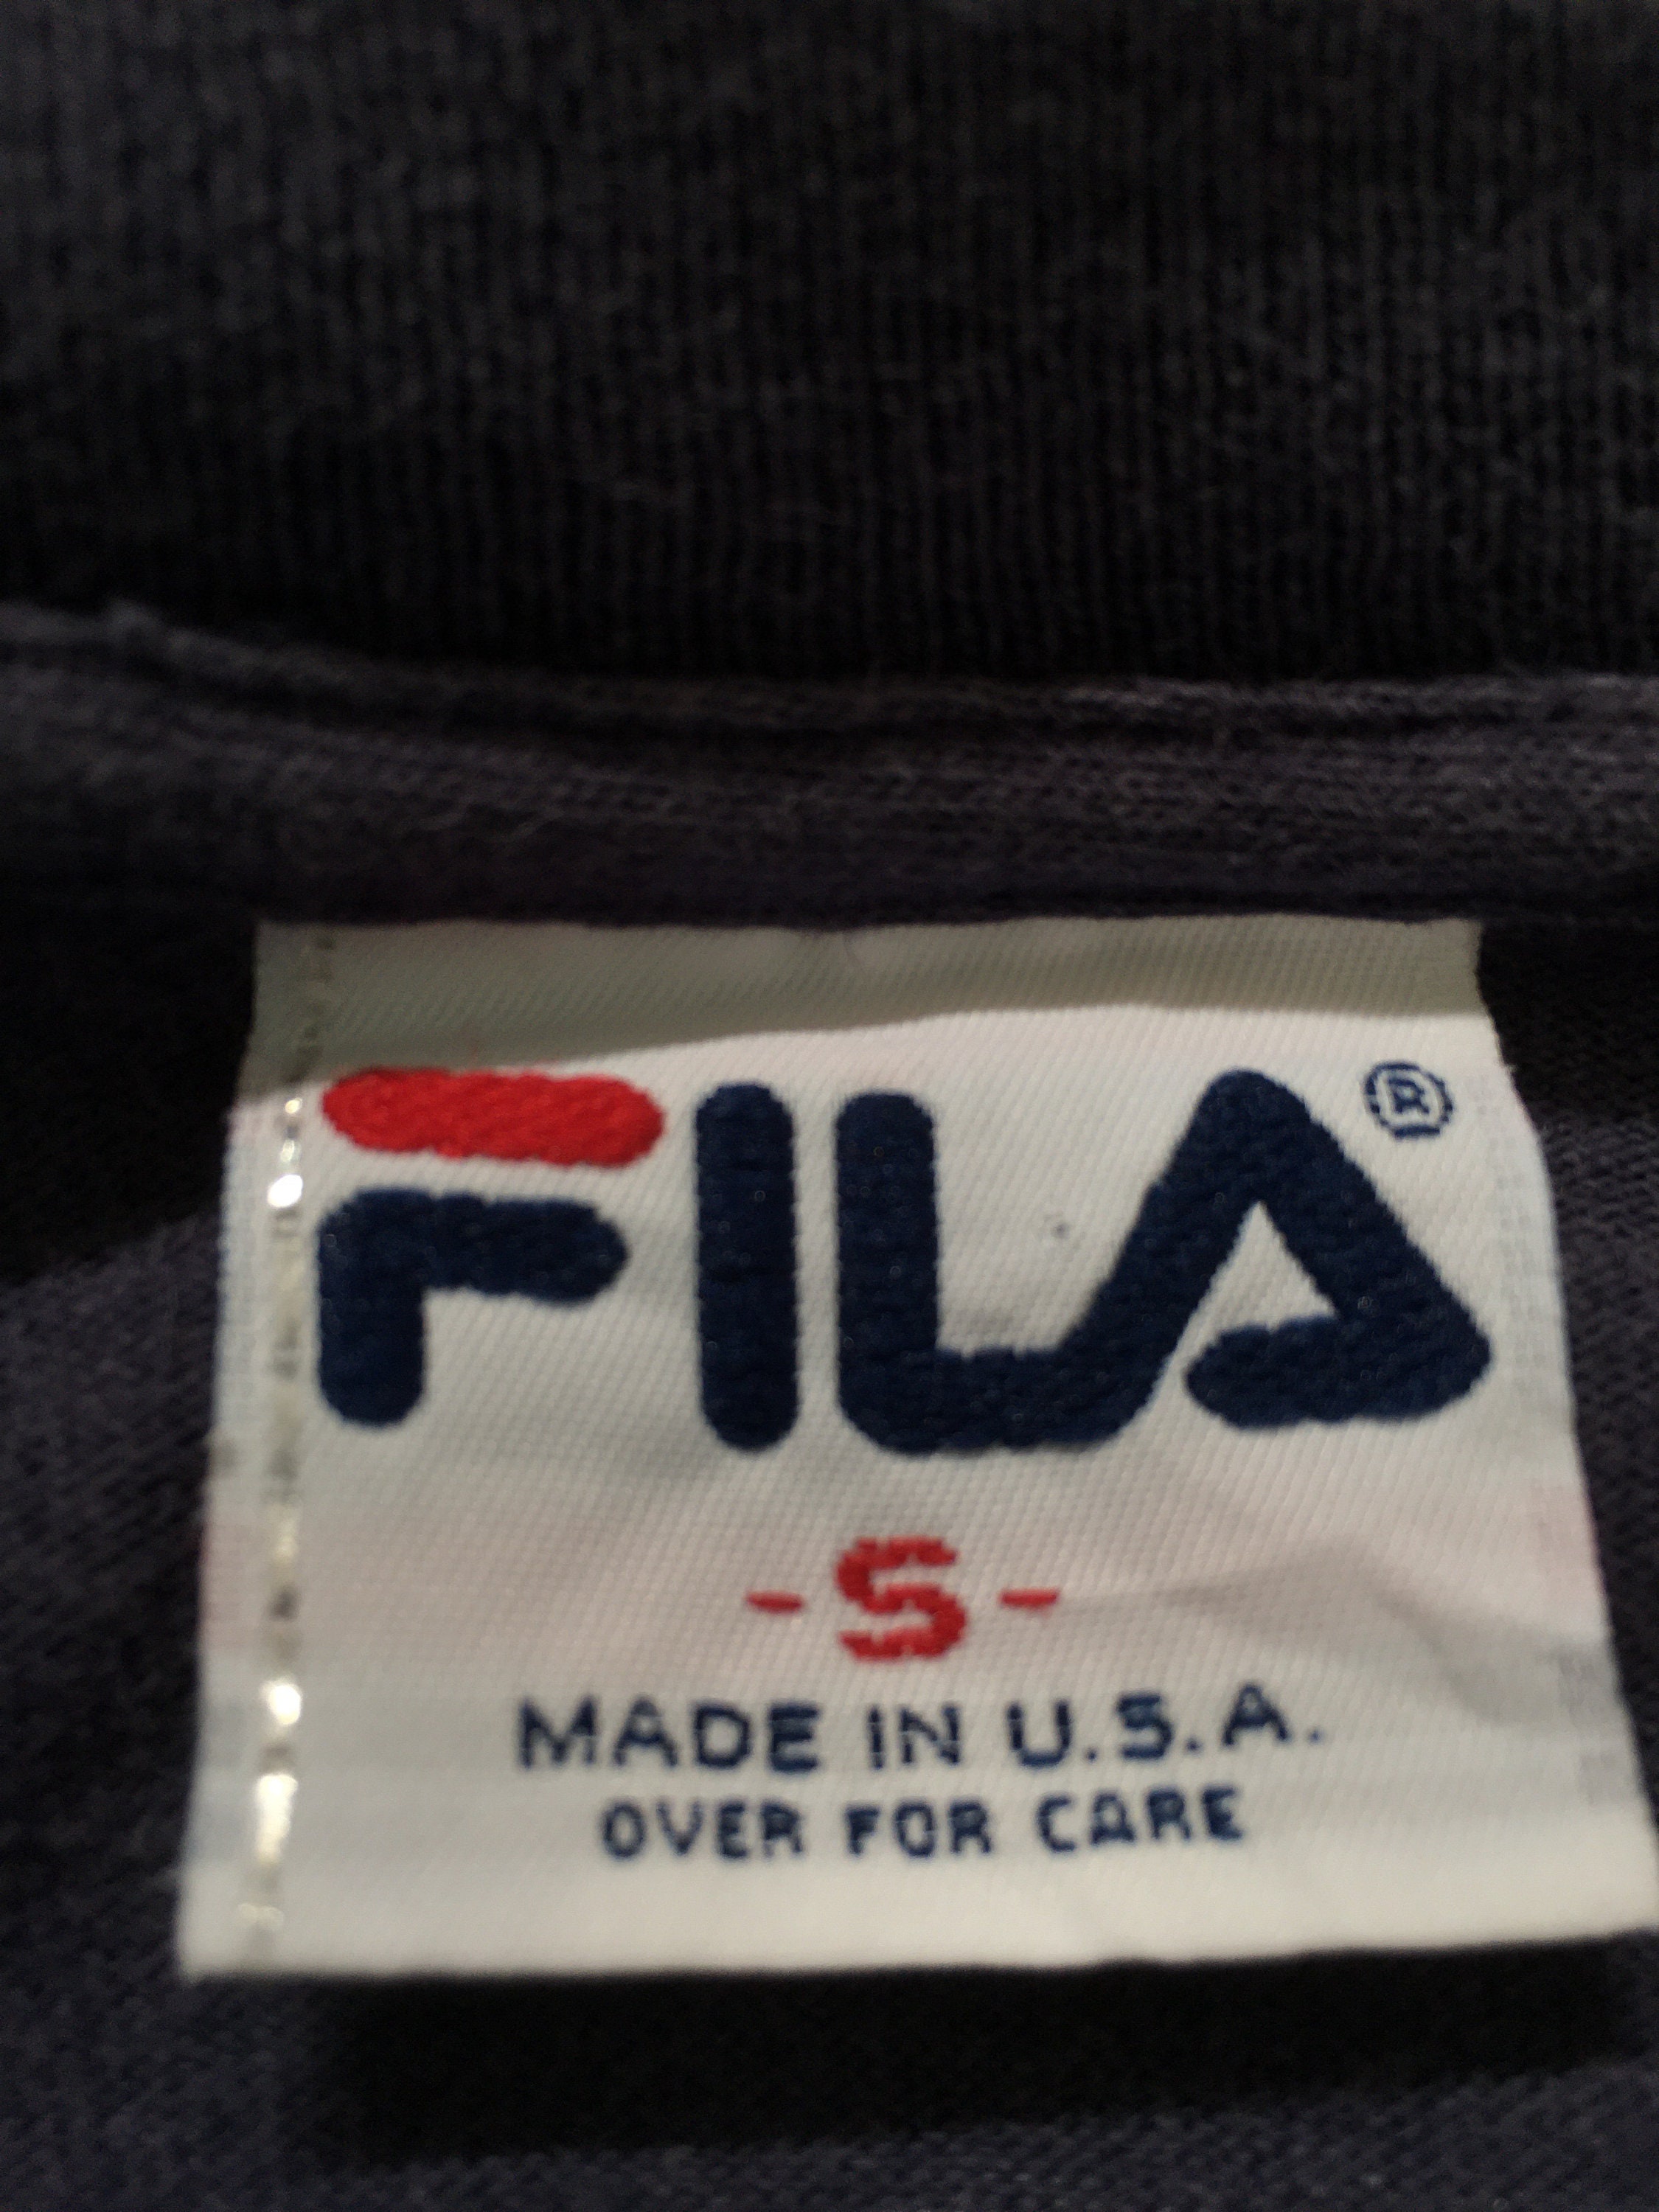 FILA®
-S-
MADE IN U.S.A.
OVER FOR CARE